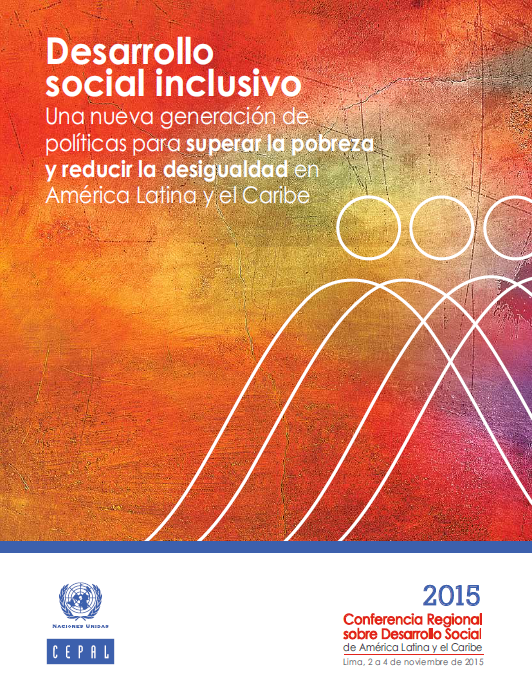 Desarrollo
social inclusivo
Una nueva generación de
políticas para superar la pobreza
y reducir la desigualdad en
América Latina y el Caribe
NACIONES UNIDAS
CEPAL
2015
Conferencia Regional
sobre Desarrollo Social
de América Latina y el Caribe
Lima, 2 a 4 de noviembre de 2015